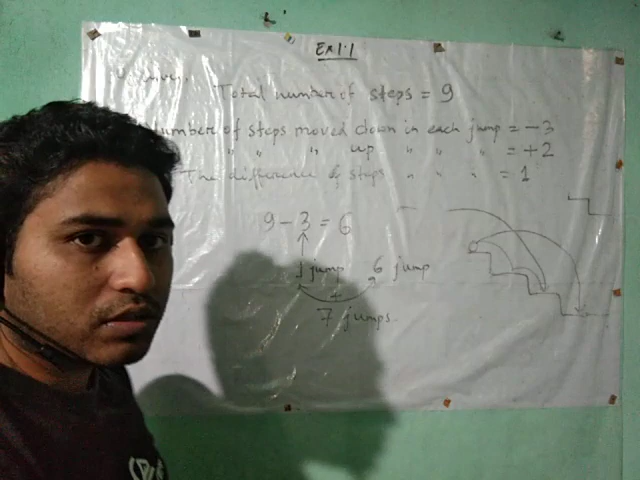 Ex 1.1
Total number of steps = 9
Number of steps moved down in each jump = -3
" " " up " " " = +2
The difference of steps " " " = 1
9 - 3 = 6
1 jump 6 jump
+
7 jumps.